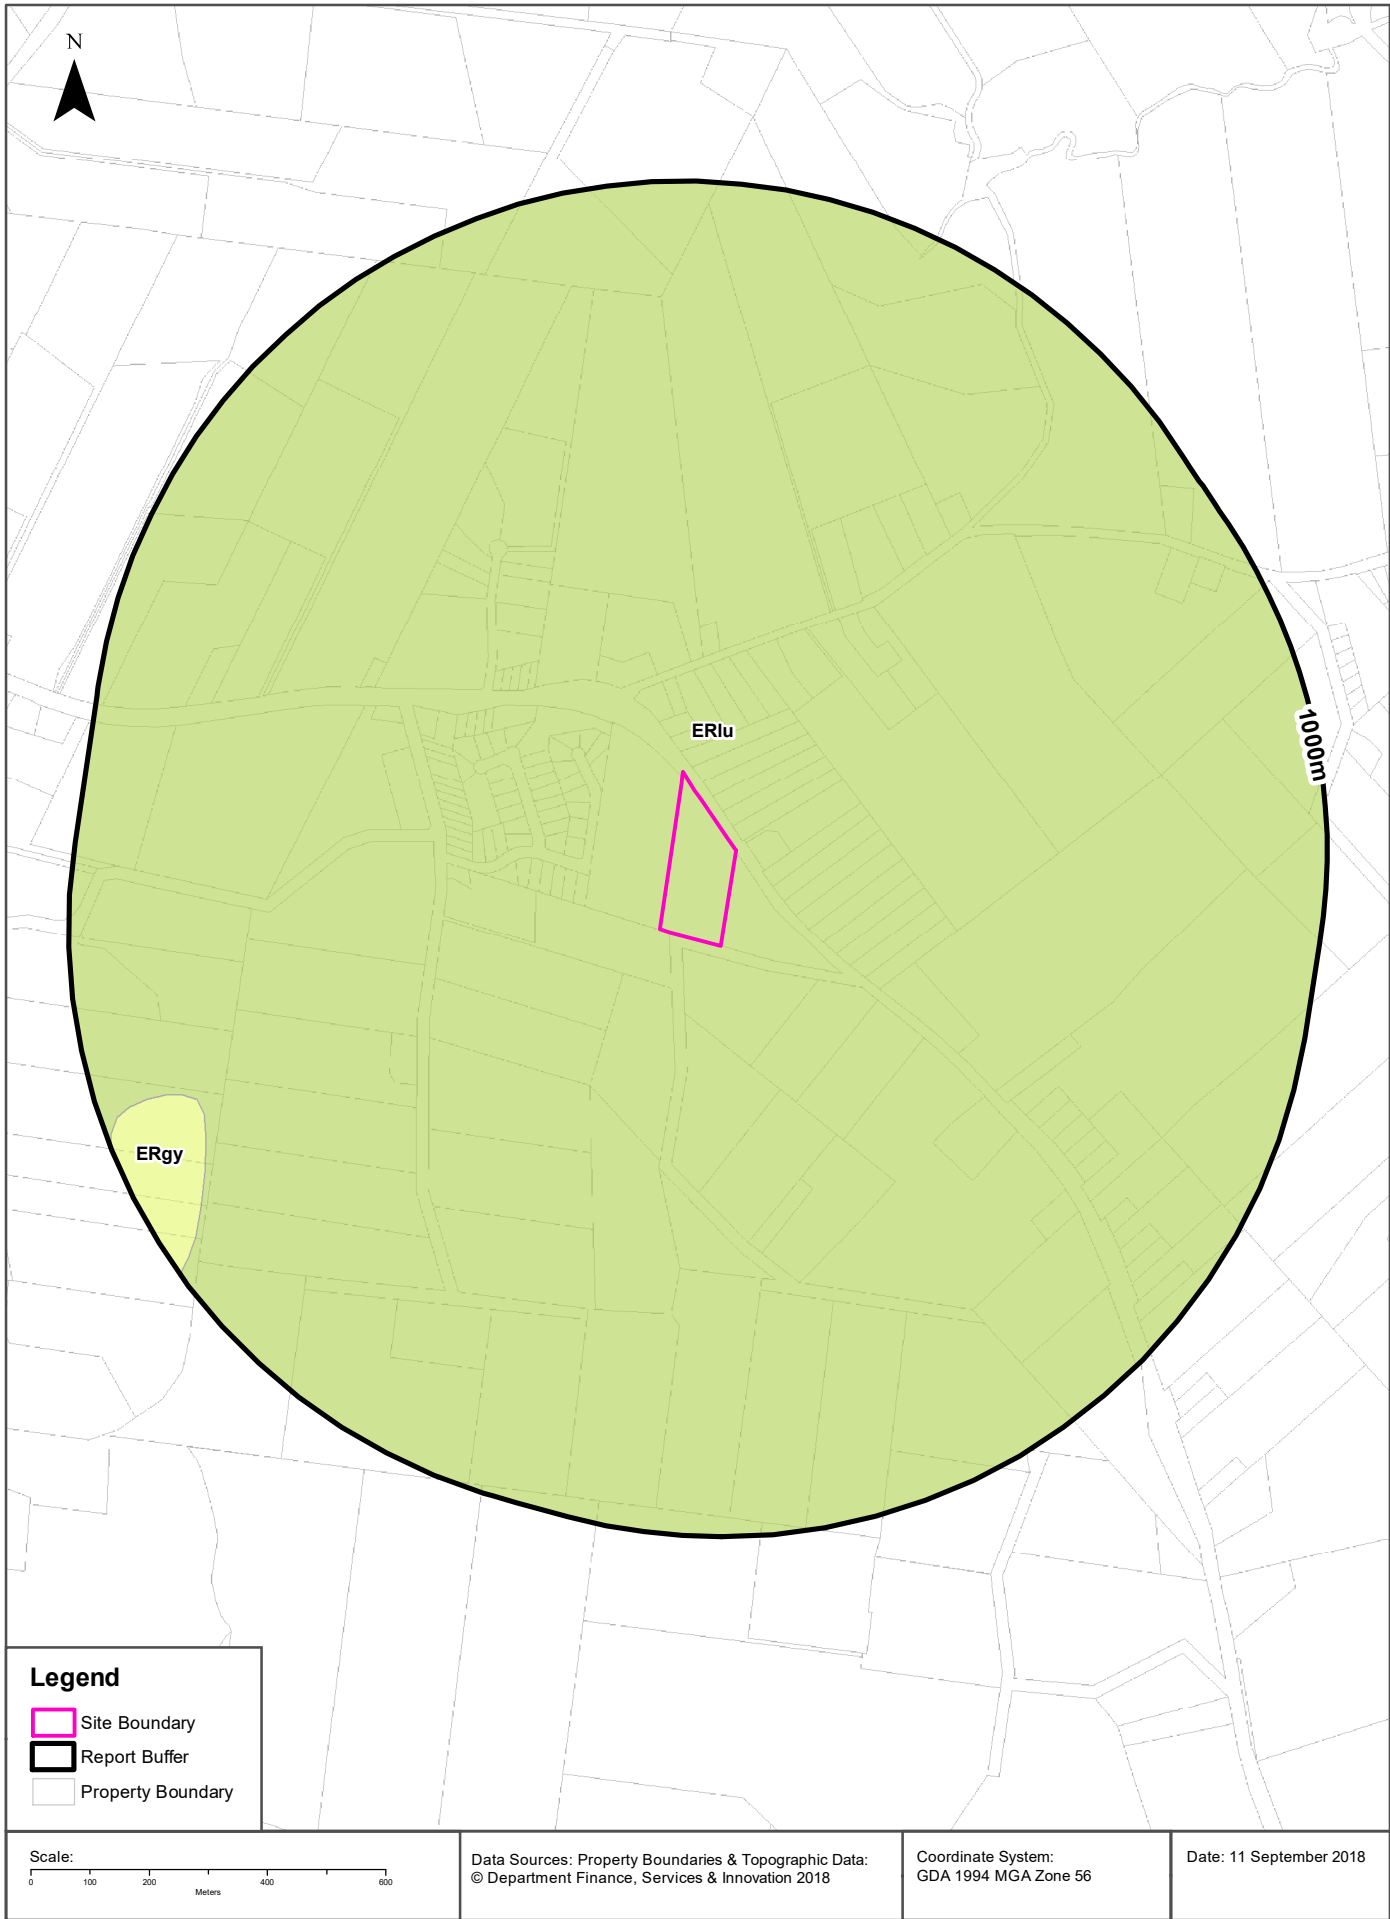 N
ERlu
1000m
ERgy
Legend
Site Boundary
Report Buffer
Property Boundary
Scale:
0 100 200 400 600
Meters
Data Sources: Property Boundaries & Topographic Data:
© Department Finance, Services & Innovation 2018
Coordinate System:
GDA 1994 MGA Zone 56
Date: 11 September 2018